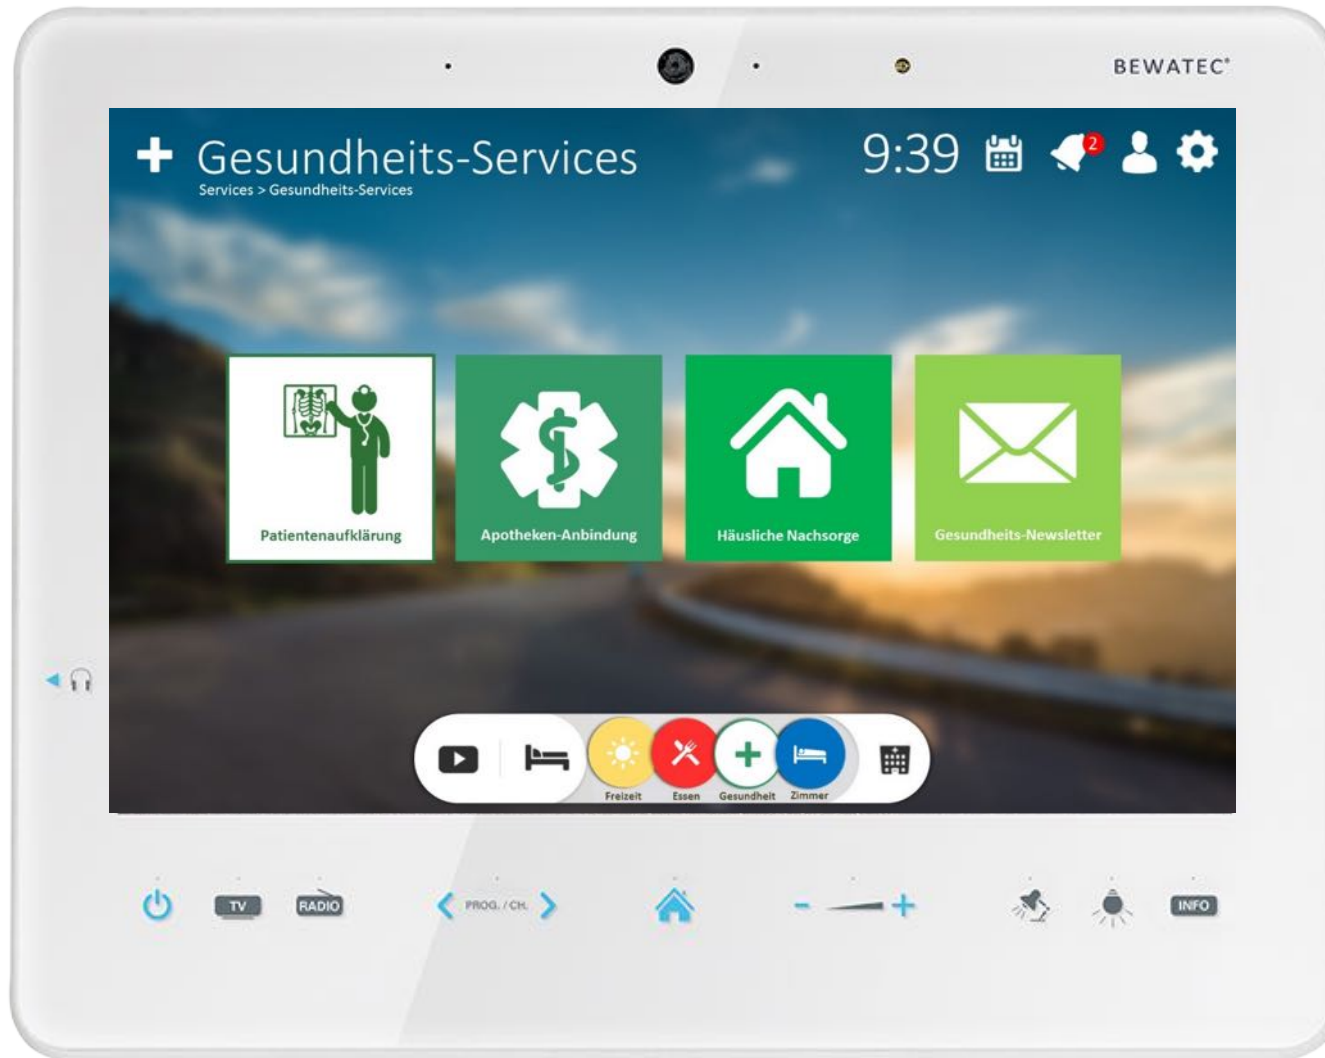 BEWATEC®
Gesundheits-Services
9:39
2
Services > Gesundheits-Services
Patientenaufklärung
Apotheken-Anbindung
Häusliche Nachsorge
Gesundheits-Newsletter
Freizeit
Essen
Gesundheit
Zimmer
TV
RADIO
PROG. / CH.
INFO